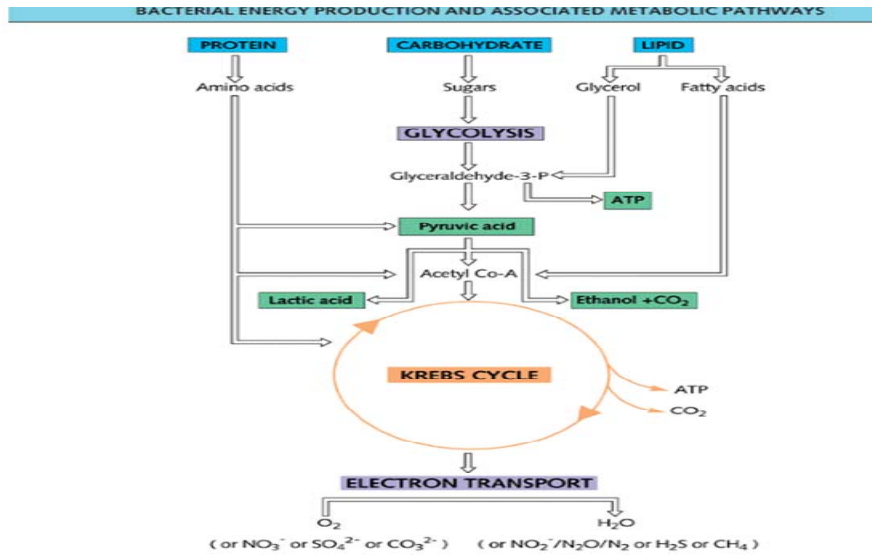 BACTERIAL ENERGY PRODUCTION AND ASSOCIATED METABOLIC PATHWAYS
PROTEIN CARBOHYDRATE LIPID
Amino acids Sugars Glycerol Fatty acids
GLYCOLYSIS
Glyceraldehyde-3-P
ATP
Pyruvic acid
Acetyl Co-A
Lactic acid Ethanol +CO₂
KREBS CYCLE
ATP
CO₂
ELECTRON TRANSPORT
O₂ H₂O
( or NO₃⁻ or SO₄²⁻ or CO₃²⁻ ) ( or NO₂⁻/N₂O/N₂ or H₂S or CH₄ )